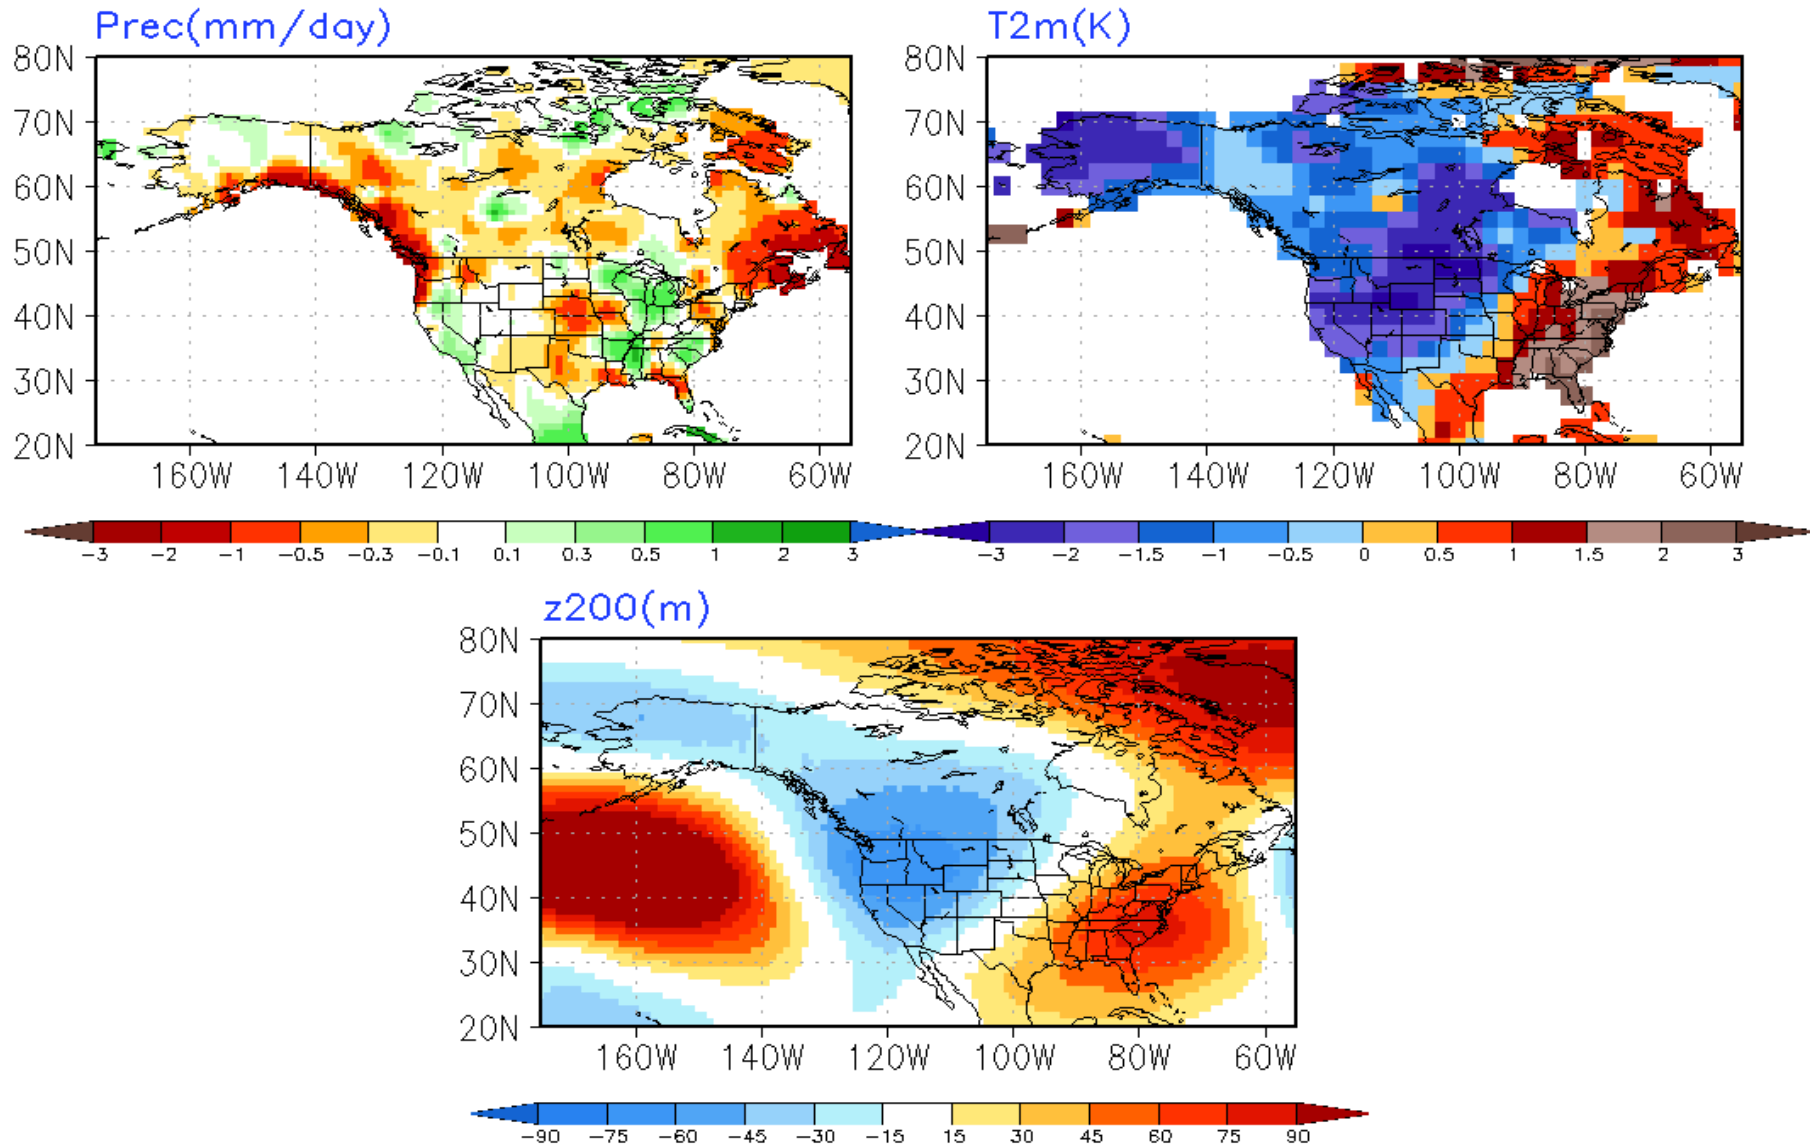 Prec(mm/day)
T2m(K)
80N
70N
60N
50N
40N
30N
20N
160W 140W 120W 100W 80W 60W
80N
70N
60N
50N
40N
30N
20N
160W 140W 120W 100W 80W 60W
-3 -2 -1 -0.5 -0.3 -0.1 0.1 0.3 0.5 1 2 3
-3 -2 -1.5 -1 -0.5 0 0.5 1 1.5 2 3
z200(m)
80N
70N
60N
50N
40N
30N
20N
160W 140W 120W 100W 80W 60W
-90 -75 -60 -45 -30 -15 15 30 45 60 75 90